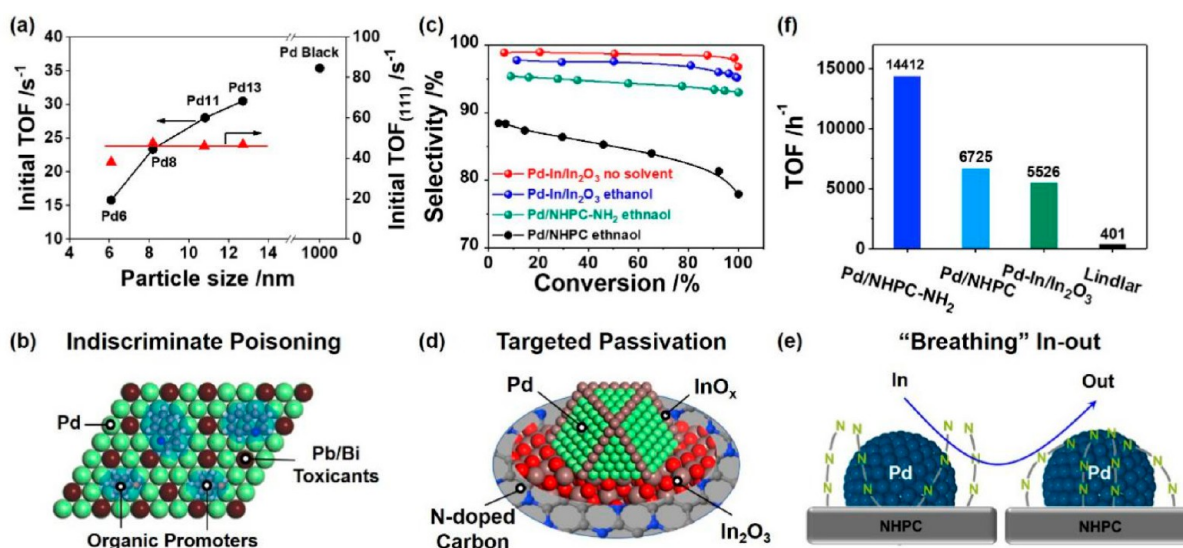 (a)
Initial TOF /s⁻¹
40
35
30
25
20
15
10
Pd6
Pd8
Pd11
Pd13
Pd Black
100
80
60
40
20
0
Initial TOF(111) /s⁻¹
4 6 8 10 12 14 1000
Particle size /nm
(c)
Selectivity /%
100
90
80
70
Pd-In/In₂O₃ no solvent
Pd-In/In₂O₃ ethanol
Pd/NHPC-NH₂ ethnaol
Pd/NHPC ethnaol
0 20 40 60 80 100
Conversion /%
(f)
TOF /h⁻¹
15000
10000
5000
0
14412
6725
5526
401
Pd/NHPC-NH₂
Pd/NHPC
Pd-In/In₂O₃
Lindlar
(b) Indiscriminate Poisoning
Pd
Pb/Bi
Toxicants
Organic Promoters
(d) Targeted Passivation
Pd
InOₓ
N-doped
Carbon
In₂O₃
(e) “Breathing” In-out
In
Out
N N N N N N N N
Pd
NHPC
N N N N N N N N
Pd
NHPC